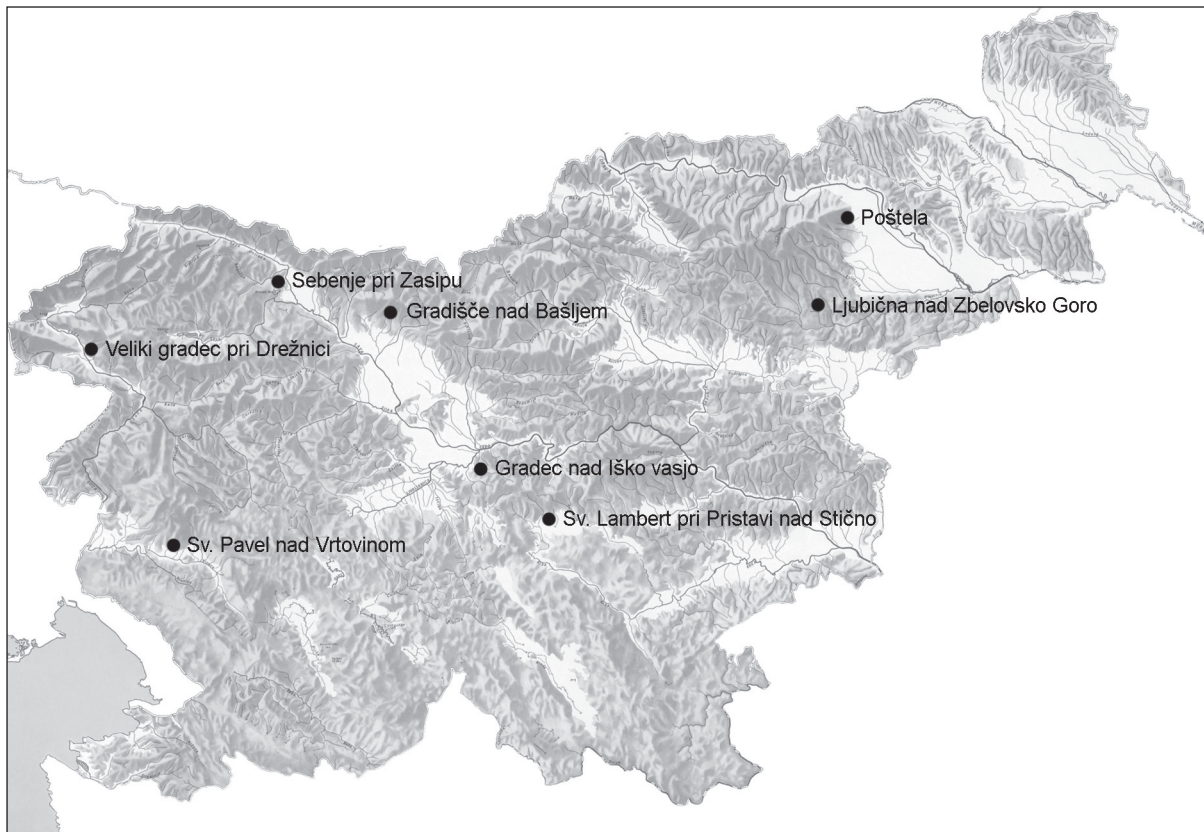 Poštela
Sebenje pri Zasipu
Ljubična nad Zbelovsko Goro
Gradišče nad Bašljem
Veliki gradec pri Drežnici
Gradec nad Iško vasjo
Sv. Lambert pri Pristavi nad Stično
Sv. Pavel nad Vrtovinom